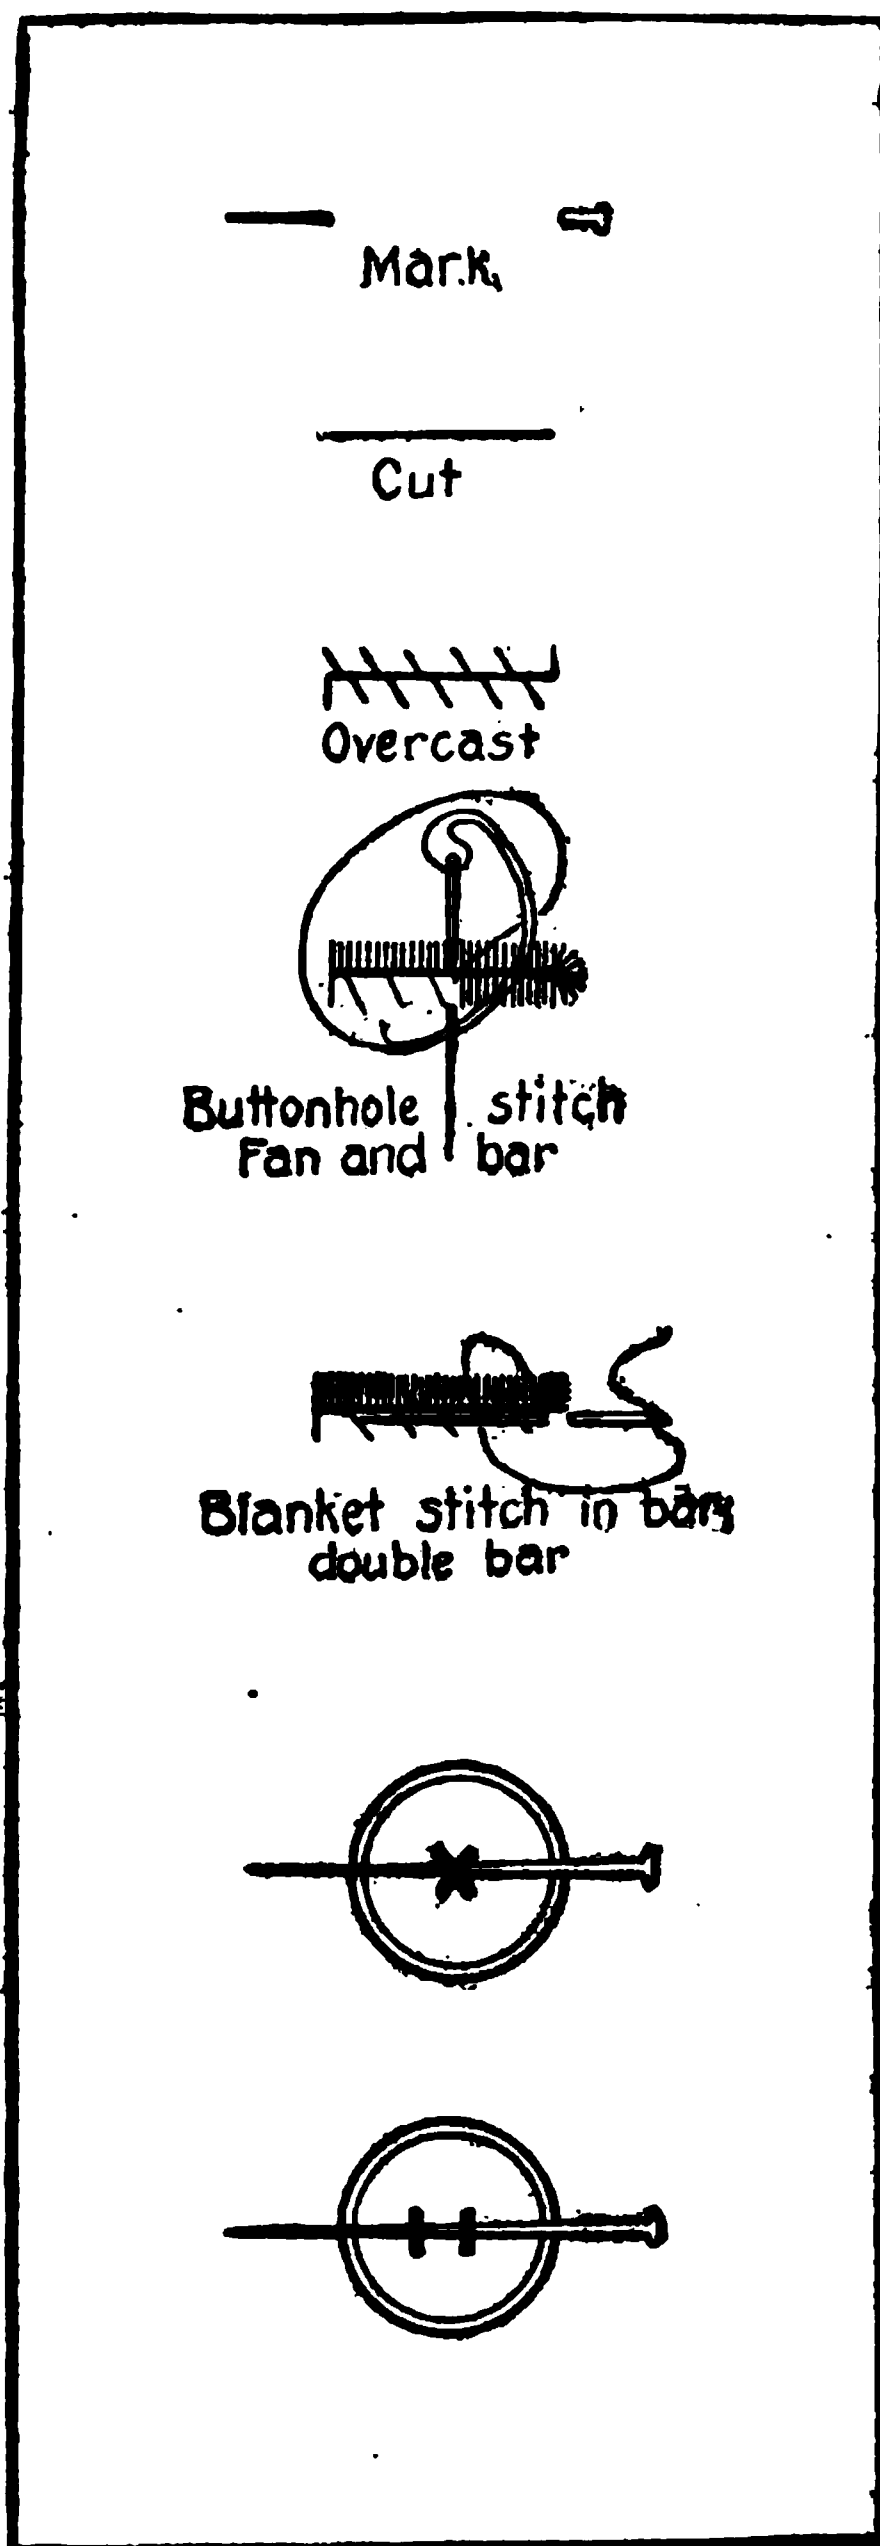 Mark
Cut
Overcast
Buttonhole stitch
Fan and bar
Blanket stitch in bar,
double bar